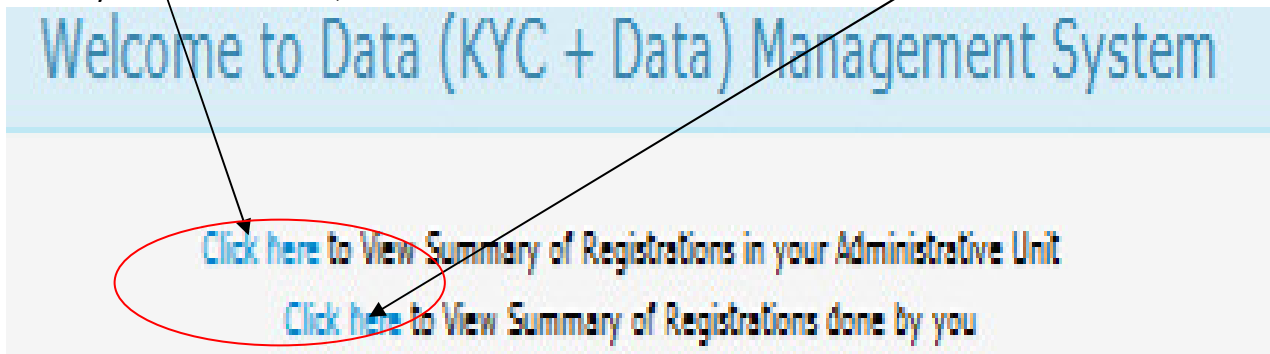 Welcome to Data (KYC + Data) Management System
Click here to View Summary of Registrations in your Administrative Unit
Click here to View Summary of Registrations done by you